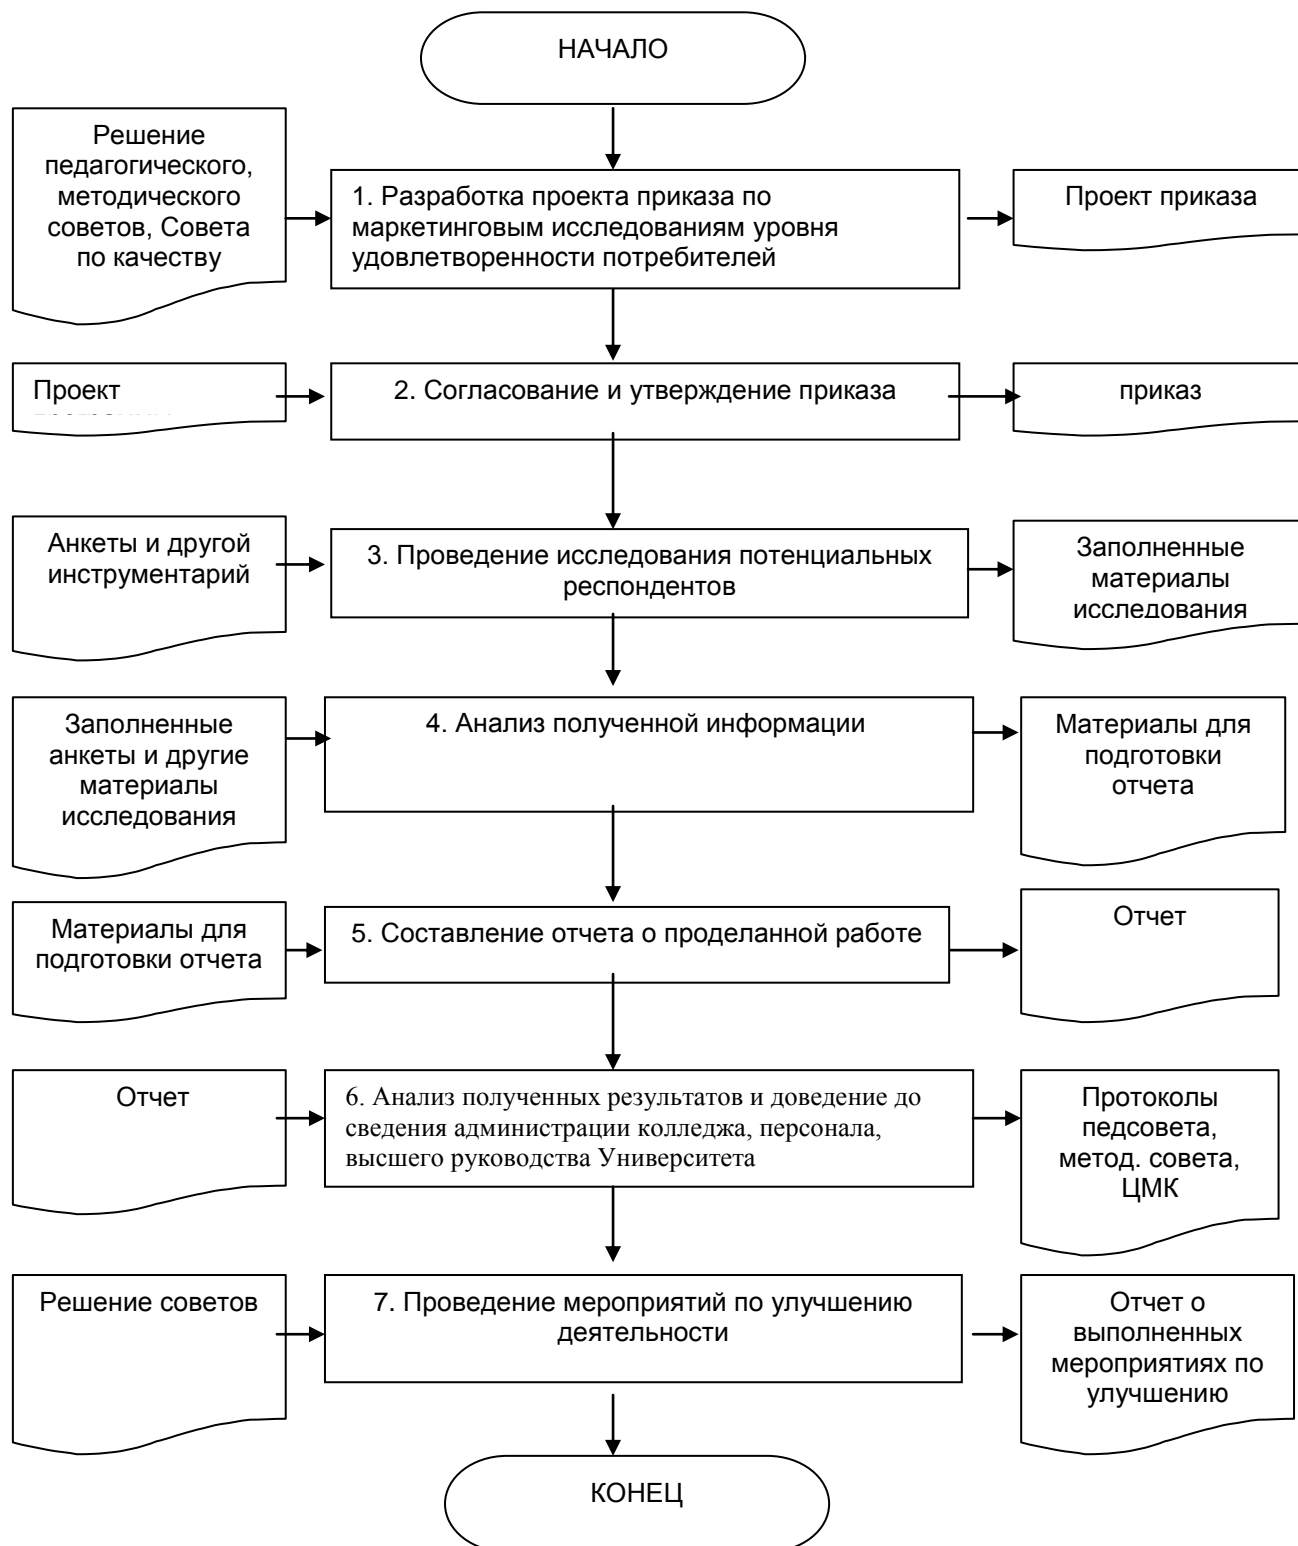 НАЧАЛО
Решение
педагогического,
методического
советов, Совета
по качеству
1. Разработка проекта приказа по
маркетинговым исследованиям уровня
удовлетворенности потребителей
Проект приказа
Проект
2. Согласование и утверждение приказа
приказ
Анкеты и другой
инструментарий
3. Проведение исследования потенциальных
респондентов
Заполненные
материалы
исследования
Заполненные
анкеты и другие
материалы
исследования
4. Анализ полученной информации
Материалы для
подготовки
отчета
Материалы для
подготовки отчета
5. Составление отчета о проделанной работе
Отчет
Отчет
6. Анализ полученных результатов и доведение до
сведения администрации колледжа, персонала,
высшего руководства Университета
Протоколы
педсовета,
метод. совета,
ЦМК
Решение советов
7. Проведение мероприятий по улучшению
деятельности
Отчет о
выполненных
мероприятиях по
улучшению
КОНЕЦ